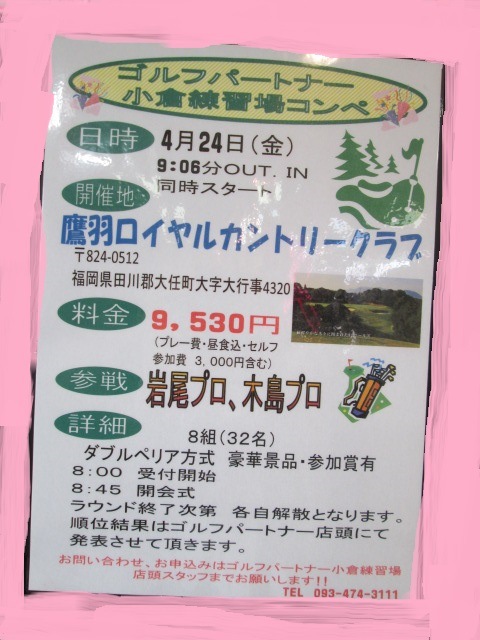 ゴルフパートナー
小倉練習場コンペ
日時 4月24日(金)
9:06分OUT. IN
同時スタート
開催地
鷹羽ロイヤルカントリークラブ
〒824-0512
福岡県田川郡大任町大字大行事4320
料金 9,530円
(プレー費・昼食込・セルフ
参加費 3,000円含む)
参戦 岩尾プロ、木島プロ
詳細
8組(32名)
ダブルペリア方式 豪華景品・参加賞有
8:00 受付開始
8:45 開会式
ラウンド終了次第 各自解散となります。
順位結果はゴルフパートナー店頭にて
発表させて頂きます。
お問い合わせ、お申込みはゴルフパートナー小倉練習場
店頭スタッフまでお願いします!!
TEL 093-474-3111